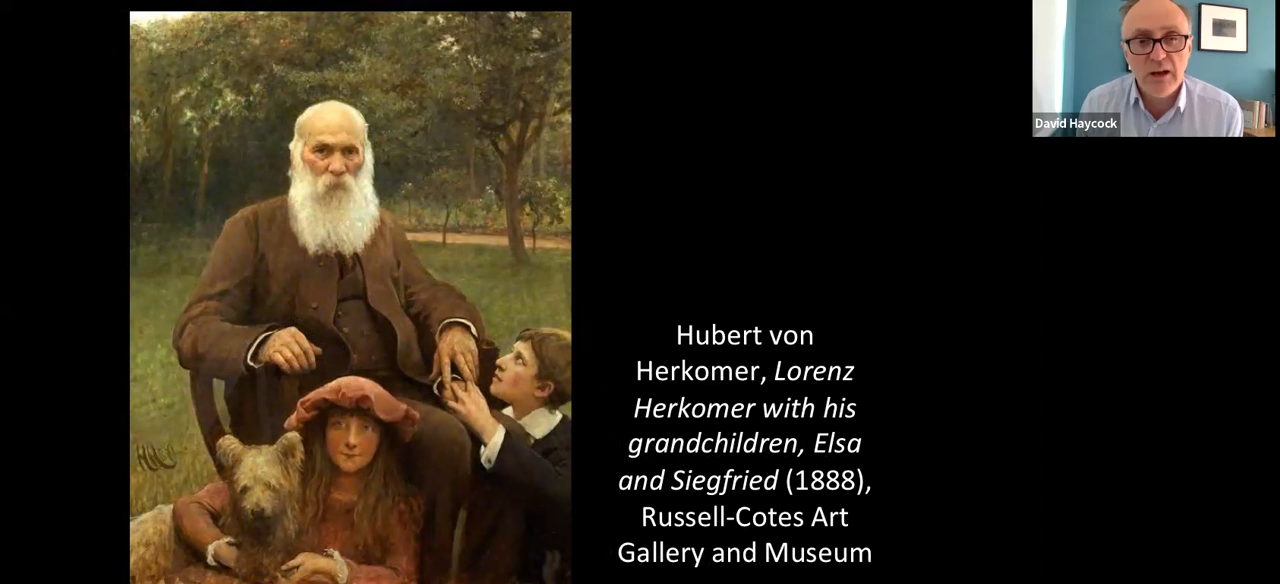 David Haycock
Hubert von
Herkomer, Lorenz
Herkomer with his
grandchildren, Elsa
and Siegfried (1888),
Russell-Cotes Art
Gallery and Museum